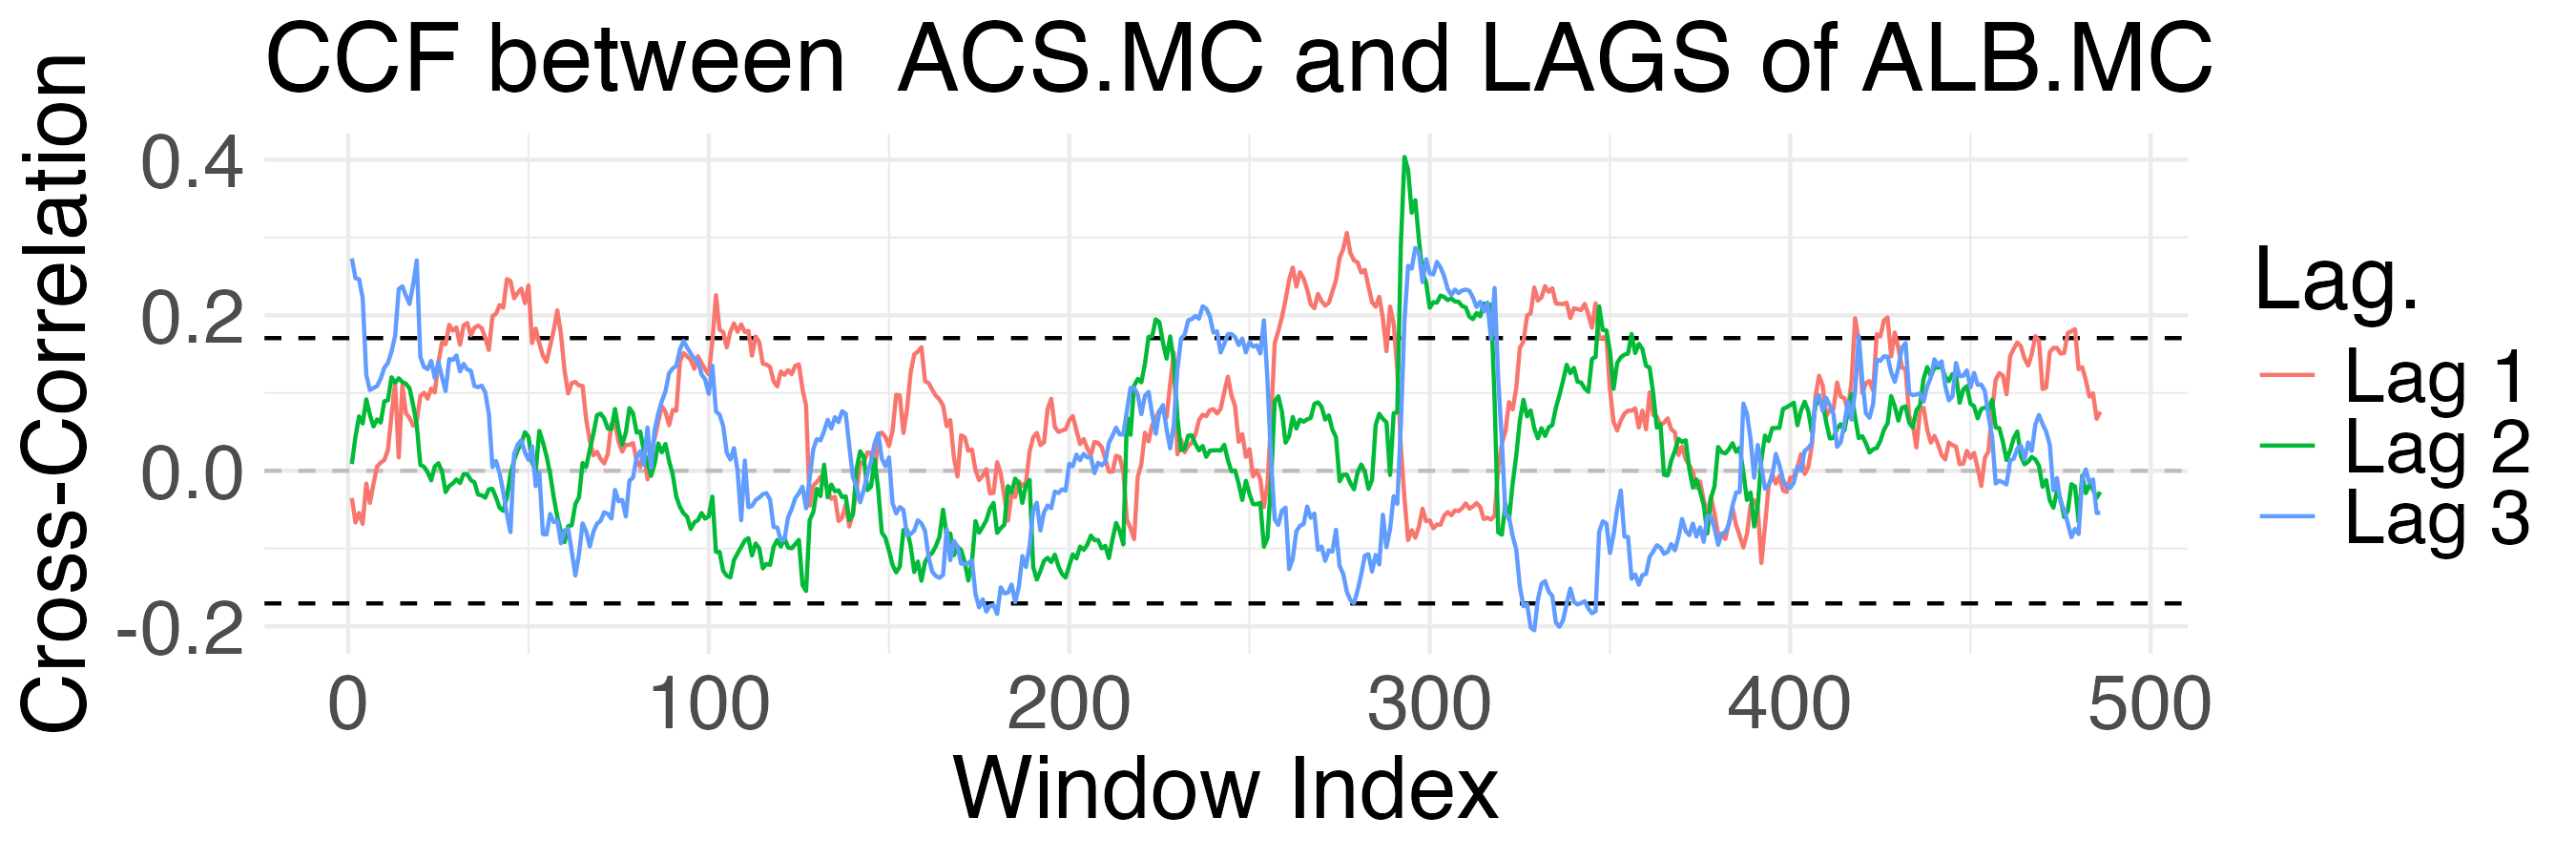 CCF between  ACS.MC and LAGS of ALB.MC
Cross-Correlation
0.4
0.2
0.0
-0.2
0 100 200 300 400 500
Window Index
Lag.
Lag 1
Lag 2
Lag 3